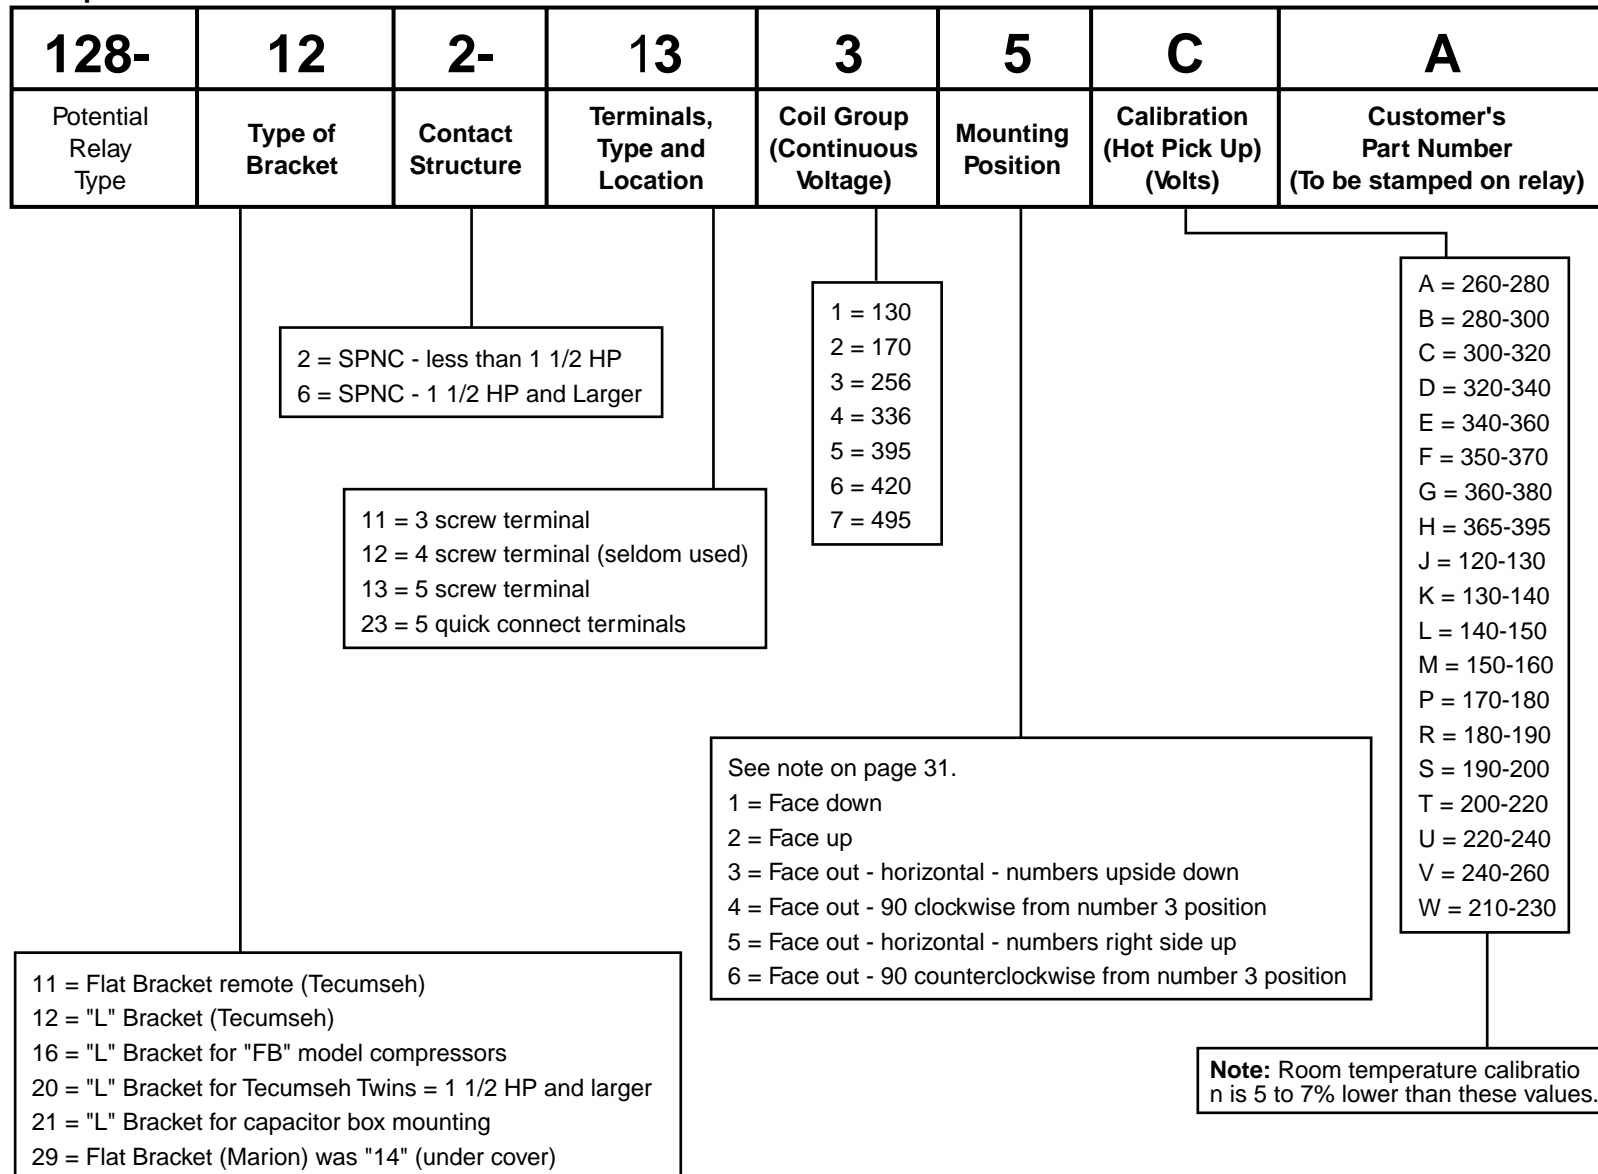 128- 12 2- 13 3 5 C A
Potential Relay Type
Type of Bracket
Contact Structure
Terminals, Type and Location
Coil Group (Continuous Voltage)
Mounting Position
Calibration (Hot Pick Up) (Volts)
Customer's Part Number (To be stamped on relay)
2 = SPNC - less than 1 1/2 HP
6 = SPNC - 1 1/2 HP and Larger
11 = 3 screw terminal
12 = 4 screw terminal (seldom used)
13 = 5 screw terminal
23 = 5 quick connect terminals
1 = 130
2 = 170
3 = 256
4 = 336
5 = 395
6 = 420
7 = 495
A = 260-280
B = 280-300
C = 300-320
D = 320-340
E = 340-360
F = 350-370
G = 360-380
H = 365-395
J = 120-130
K = 130-140
L = 140-150
M = 150-160
P = 170-180
R = 180-190
S = 190-200
T = 200-220
U = 220-240
V = 240-260
W = 210-230
See note on page 31.
1 = Face down
2 = Face up
3 = Face out - horizontal - numbers upside down
4 = Face out - 90 clockwise from number 3 position
5 = Face out - horizontal - numbers right side up
6 = Face out - 90 counterclockwise from number 3 position
11 = Flat Bracket remote (Tecumseh)
12 = "L" Bracket (Tecumseh)
16 = "L" Bracket for "FB" model compressors
20 = "L" Bracket for Tecumseh Twins = 1 1/2 HP and larger
21 = "L" Bracket for capacitor box mounting
29 = Flat Bracket (Marion) was "14" (under cover)
Note: Room temperature calibratio
n is 5 to 7% lower than these values.